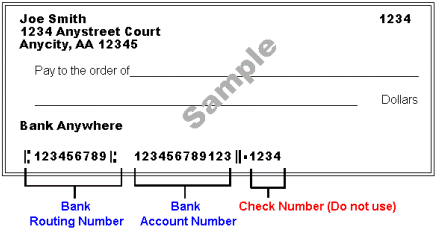 Joe Smith 1234
1234 Anystreet Court
Anycity, AA 12345
Pay to the order of
Sample
Dollars
Bank Anywhere
⑆123456789⑆ 123456789123⑈1234
Bank Bank Check Number (Do not use)
Routing Number Account Number